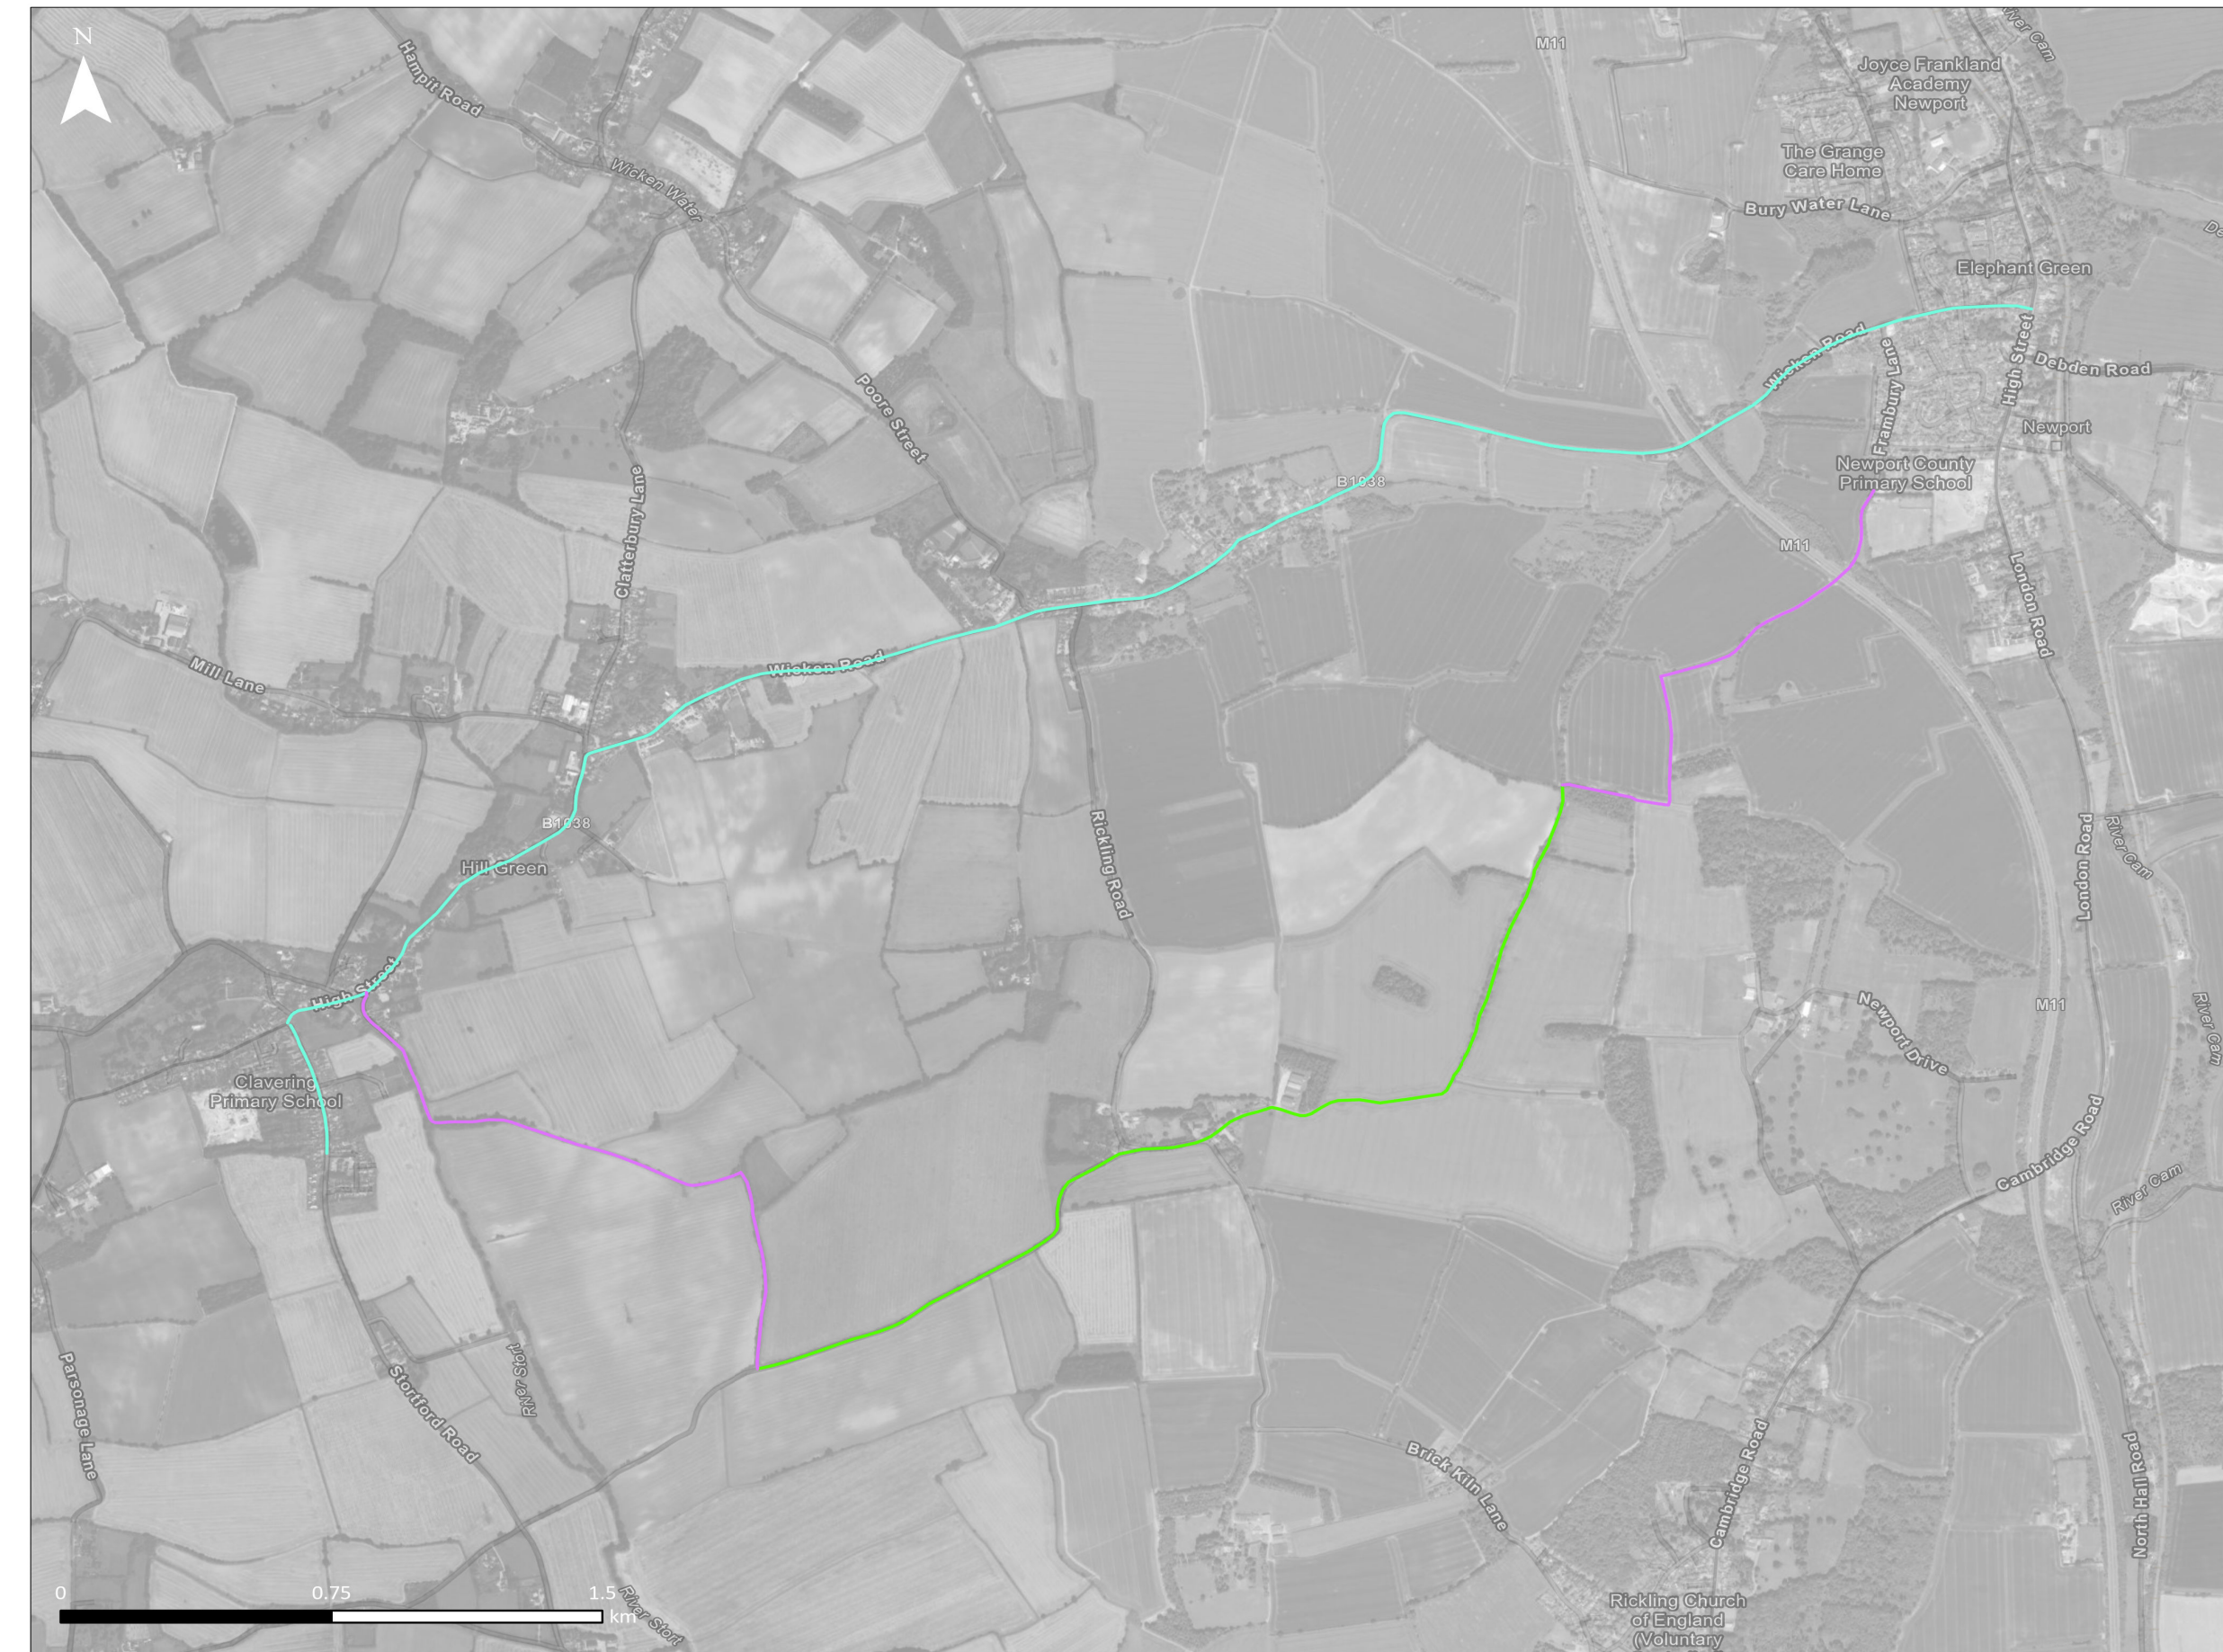 N
M11
River Cam
Hampit Road
Joyce Frankland
Academy
Newport
The Grange
Care Home
Wicken Water
Bury Water Lane
De
Elephant Green
Wicken Road
High Street
Frambury Lane
Debden Road
Poore Street
Newport
Newport County
Primary School
B1038
Clatterbury Lane
M11
London Road
Wicken Road
Mill Lane
B1038
Rickling Road
Hill Green
London Road
River Cam
High Street
M11
Newport Drive
River Cam
Clavering
Primary School
Cambridge Road
River Cam
Parsonage Lane
Stortford Road
River Stort
Brick Kiln Lane
Cambridge Road
North Hall Road
0
0.75
1.5
km
River Stort
Rickling Church
of England
(Voluntary